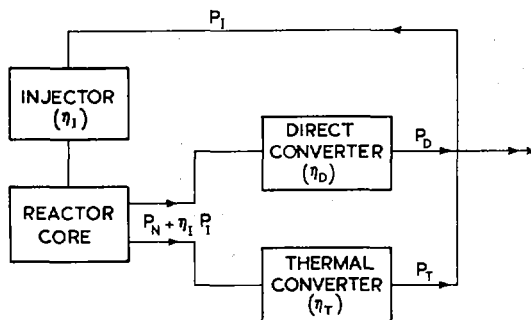 P_I
INJECTOR
(η_I)
DIRECT
CONVERTER
(η_D)
P_D
REACTOR
CORE
P_N + η_I P_I
THERMAL
CONVERTER
(η_T)
P_T